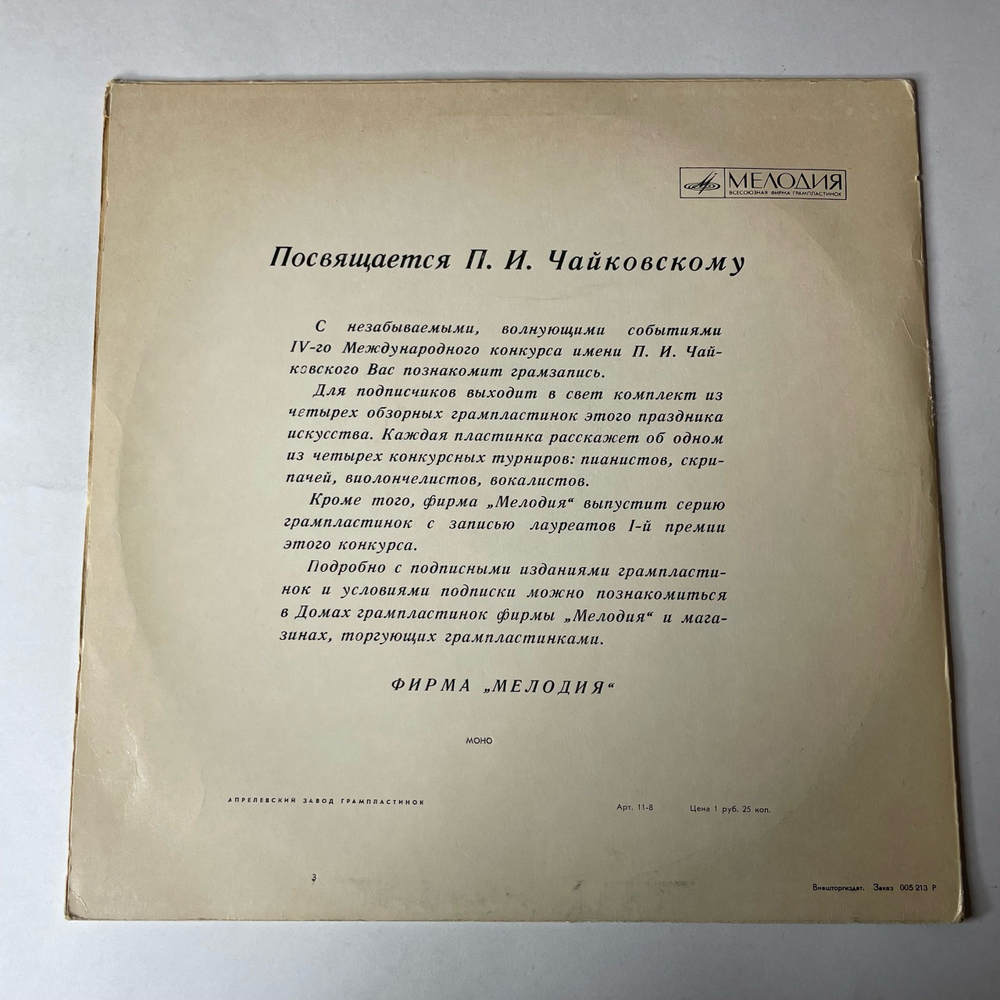 МЕЛОДИЯ
ВСЕСОЮЗНАЯ ФИРМА ГРАМПЛАСТИНОК
Посвящается П. И. Чайковскому
С незабываемыми, волнующими событиями
IV-го Международного конкурса имени П. И. Чай-
ковского Вас познакомит грамзапись.
Для подписчиков выходит в свет комплект из
четырех обзорных грампластинок этого праздника
искусства. Каждая пластинка расскажет об одном
из четырех конкурсных турниров: пианистов, скри-
пачей, виолончелистов, вокалистов.
Кроме того, фирма „Мелодия“ выпустит серию
грампластинок с записью лауреатов I-й премии
этого конкурса.
Подробно с подписными изданиями грампласти-
нок и условиями подписки можно познакомиться
в Домах грампластинок фирмы „Мелодия“ и мага-
зинах, торгующих грампластинками.
ФИРМА „МЕЛОДИЯ“
МОНО
АПРЕЛЕВСКИЙ ЗАВОД ГРАМПЛАСТИНОК
Арт. 11-8 Цена 1 руб. 25 коп.
3
Внешторгиздат. Заказ 005213 Р